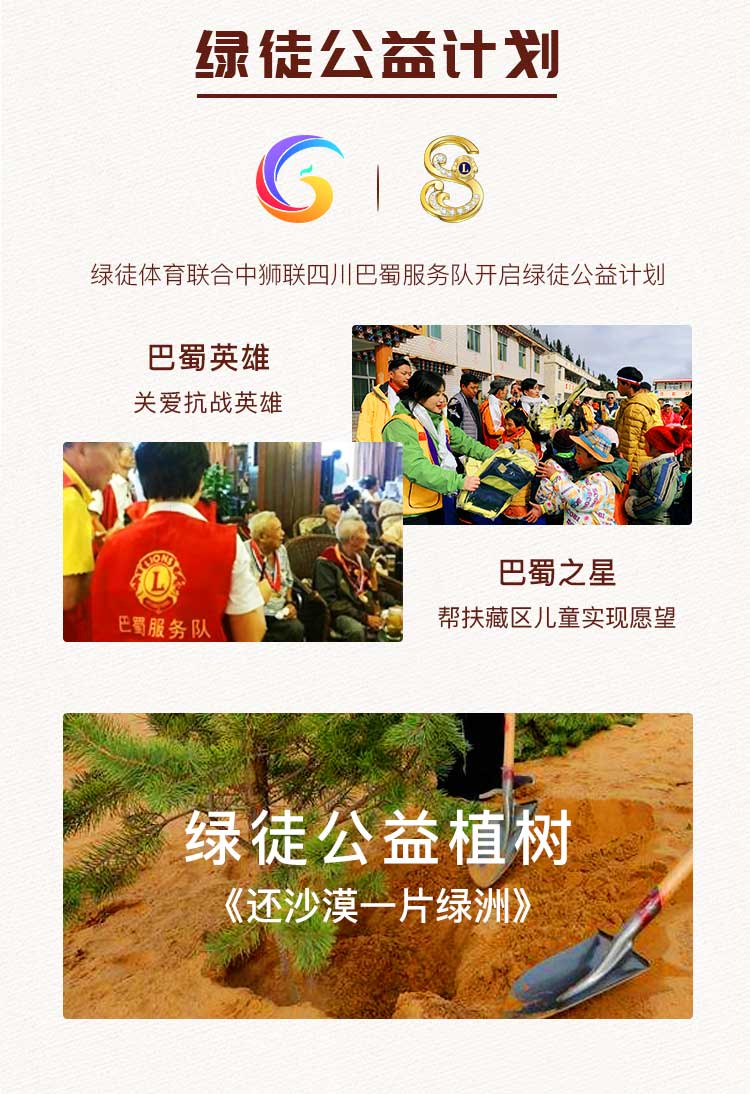 绿徒公益计划
L
绿徒体育联合中狮联四川巴蜀服务队开启绿徒公益计划
巴蜀英雄
关爱抗战英雄
LIONS
L
巴蜀服务队
巴蜀之星
帮扶藏区儿童实现愿望
绿徒公益植树
《还沙漠一片绿洲》